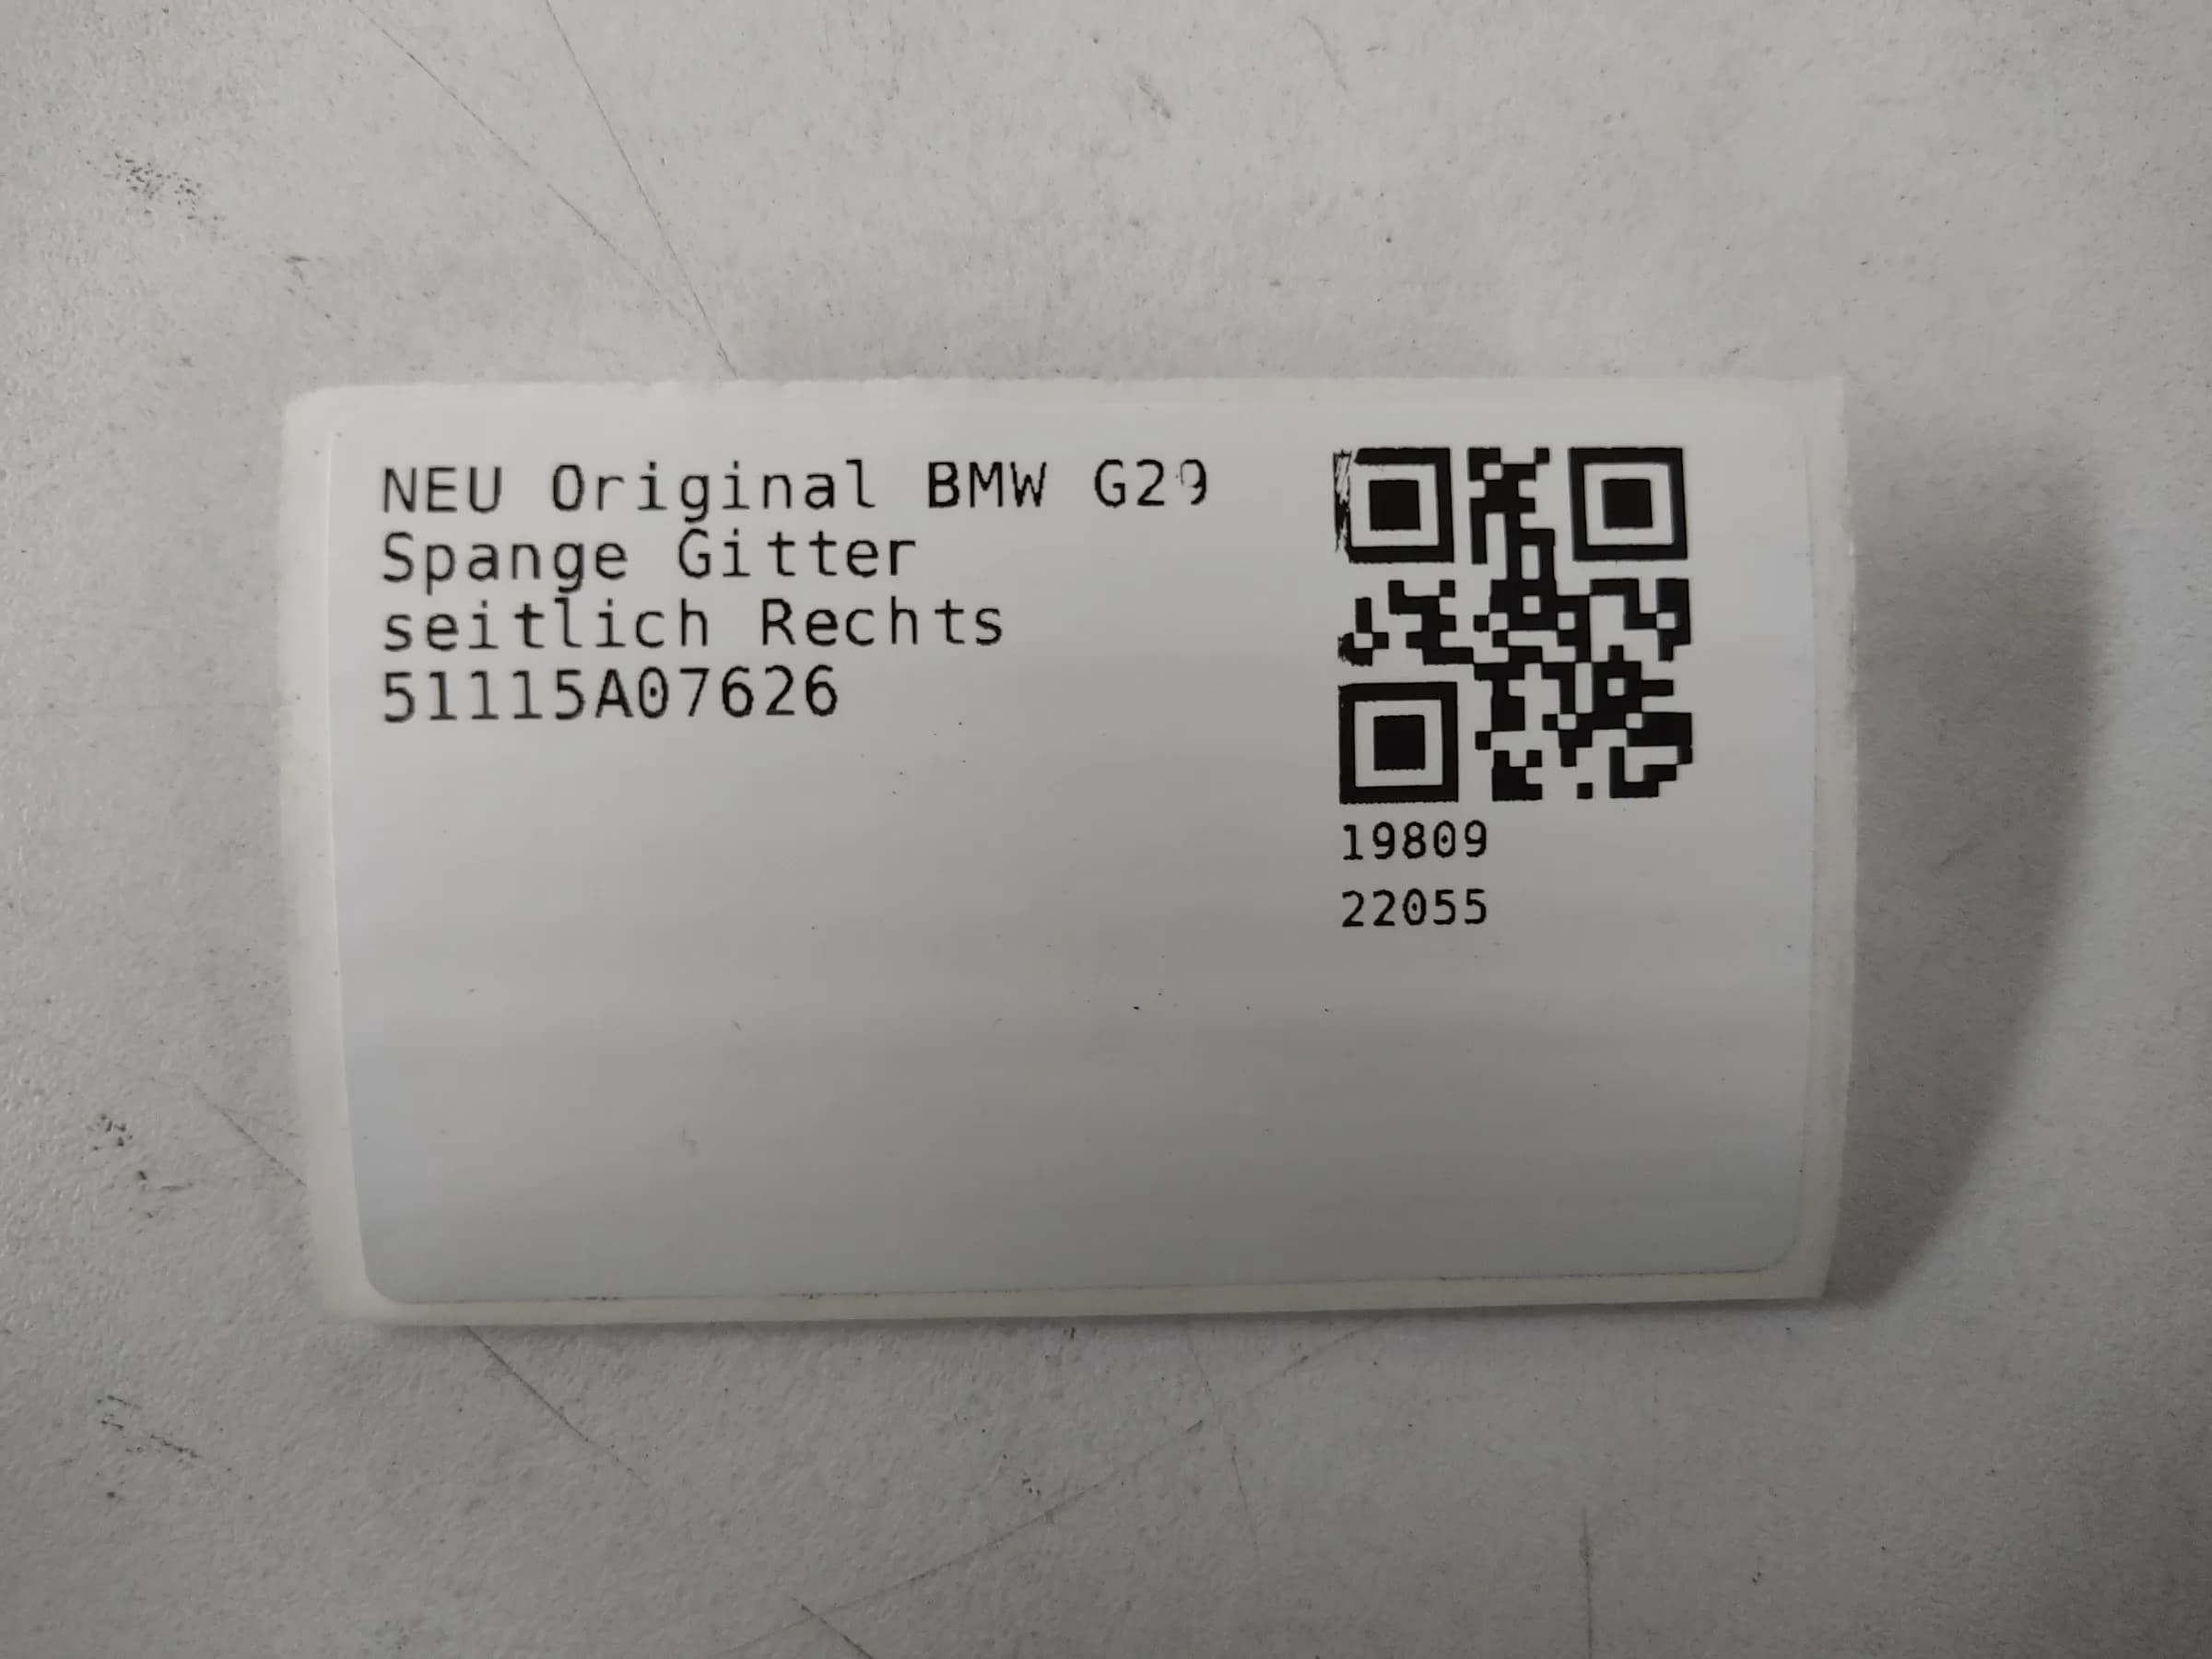 NEU Original BMW G29
Spange Gitter
seitlich Rechts
51115A07626
19809
22055